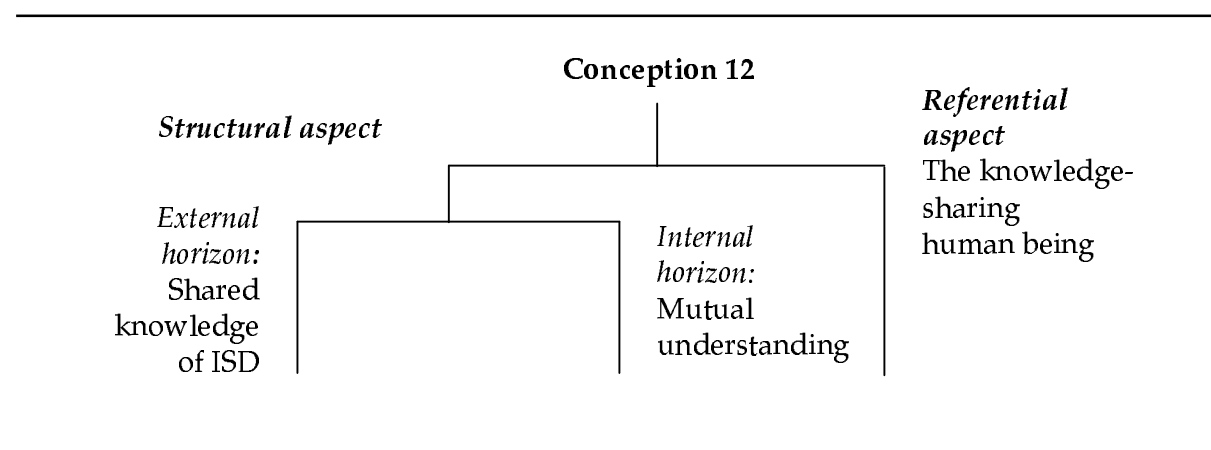 Conception 12
Structural aspect
Referential
aspect
The knowledge-
sharing
human being
External
horizon:
Shared
knowledge
of ISD
Internal
horizon:
Mutual
understanding